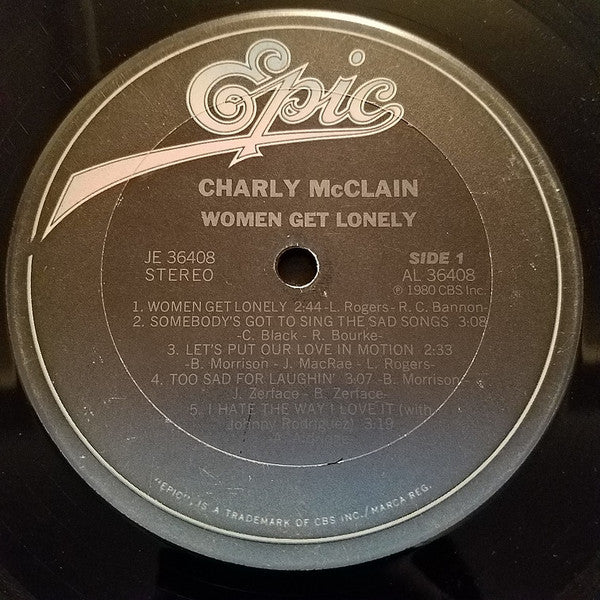 Epic
CHARLY McCLAIN
WOMEN GET LONELY
JE 36408
STEREO
SIDE 1
AL 36408
℗ 1980 CBS Inc.
1. WOMEN GET LONELY 2:44 -L. Rogers- R. C. Bannon-
2. SOMEBODY'S GOT TO SING THE SAD SONGS 3:08
-C. Black - R. Bourke-
3. LET'S PUT OUR LOVE IN MOTION 2:33
-B. Morrison - J. MacRae - L. Rogers-
4. TOO SAD FOR LAUGHIN' 3:07 -B. Morrison-
J. Zerface - B. Zerface-
5. I HATE THE WAY I LOVE IT (with
Johnny Rodriguez) 3:19
"EPIC", IS A TRADEMARK OF CBS INC./MARCA REG.